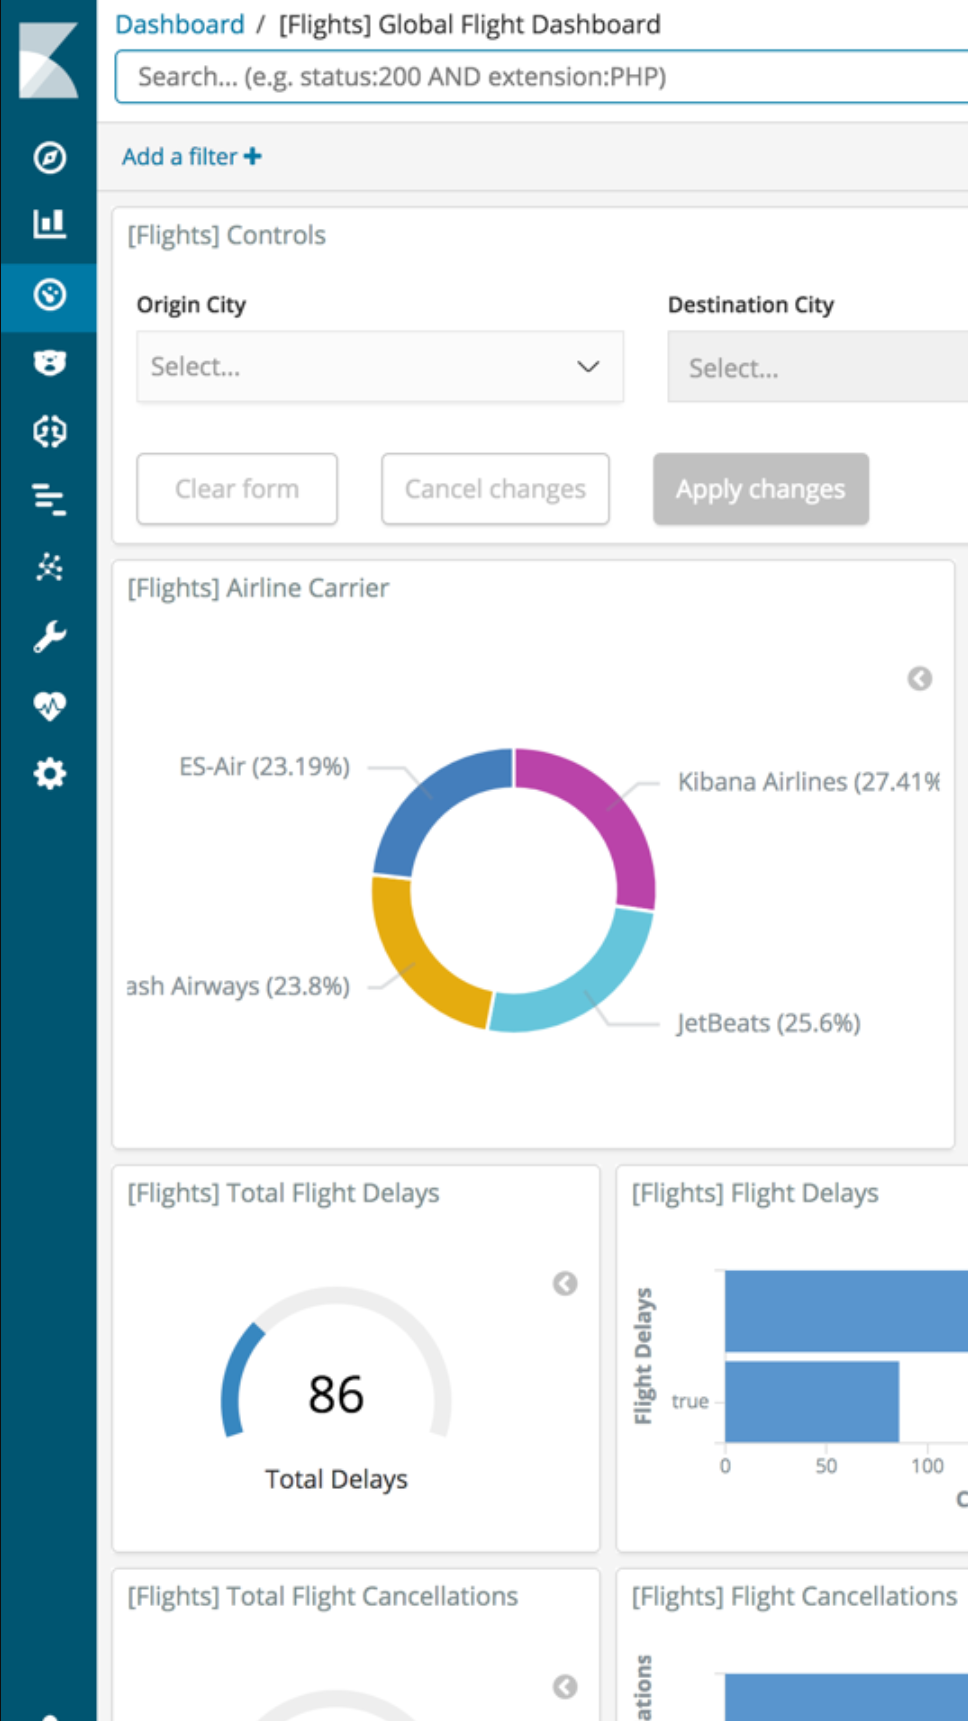 Dashboard / [Flights] Global Flight Dashboard
Search... (e.g. status:200 AND extension:PHP)
Add a filter +
[Flights] Controls
Origin City
Destination City
Select...
Select...
Clear form
Cancel changes
Apply changes
[Flights] Airline Carrier
ES-Air (23.19%)
Kibana Airlines (27.41%
ash Airways (23.8%)
JetBeats (25.6%)
[Flights] Total Flight Delays
86
Total Delays
[Flights] Flight Delays
Flight Delays
true
0 50 100
C
[Flights] Total Flight Cancellations
[Flights] Flight Cancellations
ations